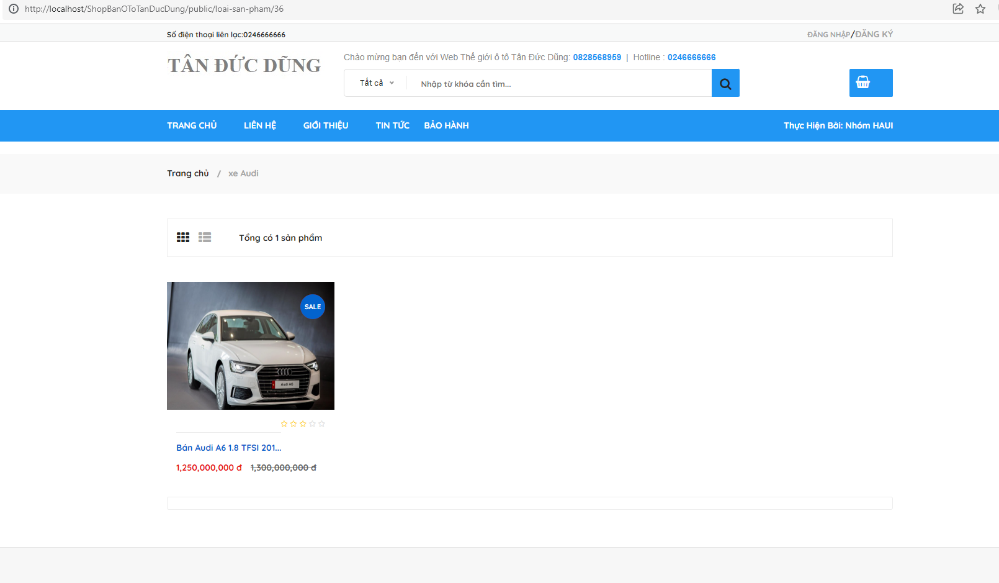 http://localhost/ShopBanOToTanDucDung/public/loai-san-pham/36
Số điện thoại liên lạc:0246666666
ĐĂNG NHẬP/ĐĂNG KÝ
TÂN ĐỨC DŨNG
Chào mừng bạn đến với Web Thế giới ô tô Tân Đức Dũng: 0828568959 | Hotline : 0246666666
Tất cả
Nhập từ khóa cần tìm...
TRANG CHỦ LIÊN HỆ GIỚI THIỆU TIN TỨC BẢO HÀNH Thực Hiện Bởi: Nhóm HAUI
Trang chủ / xe Audi
Tổng có 1 sản phẩm
SALE
Audi A6
Bán Audi A6 1.8 TFSI 201...
1,250,000,000 đ 1,300,000,000 đ